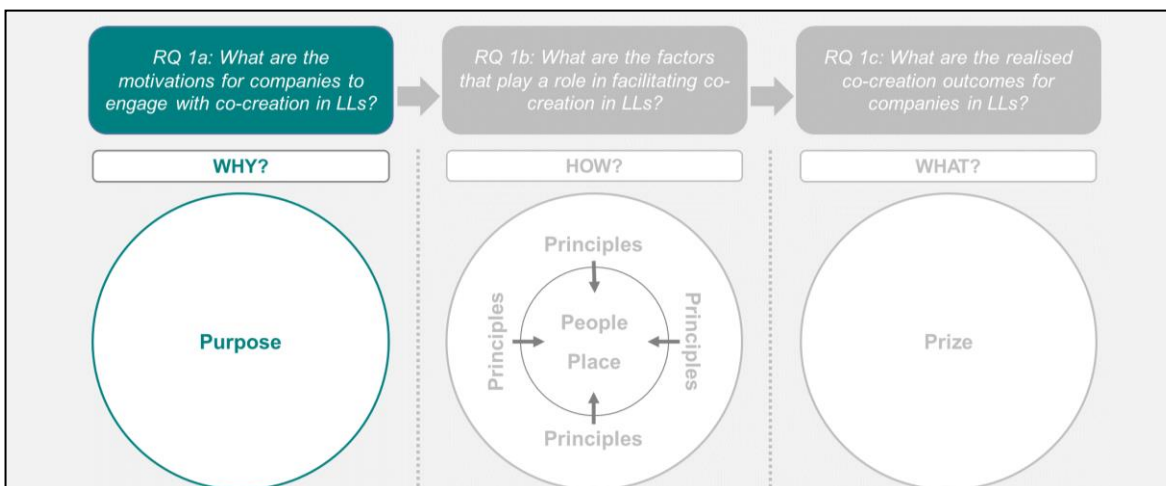 RQ 1a: What are the
motivations for companies to
engage with co-creation in LLs?
RQ 1b: What are the factors
that play a role in facilitating co-
creation in LLs?
RQ 1c: What are the realised
co-creation outcomes for
companies in LLs?
WHY?
HOW?
WHAT?
Purpose
Principles
Principles
People
Place
Principles
Principles
Prize